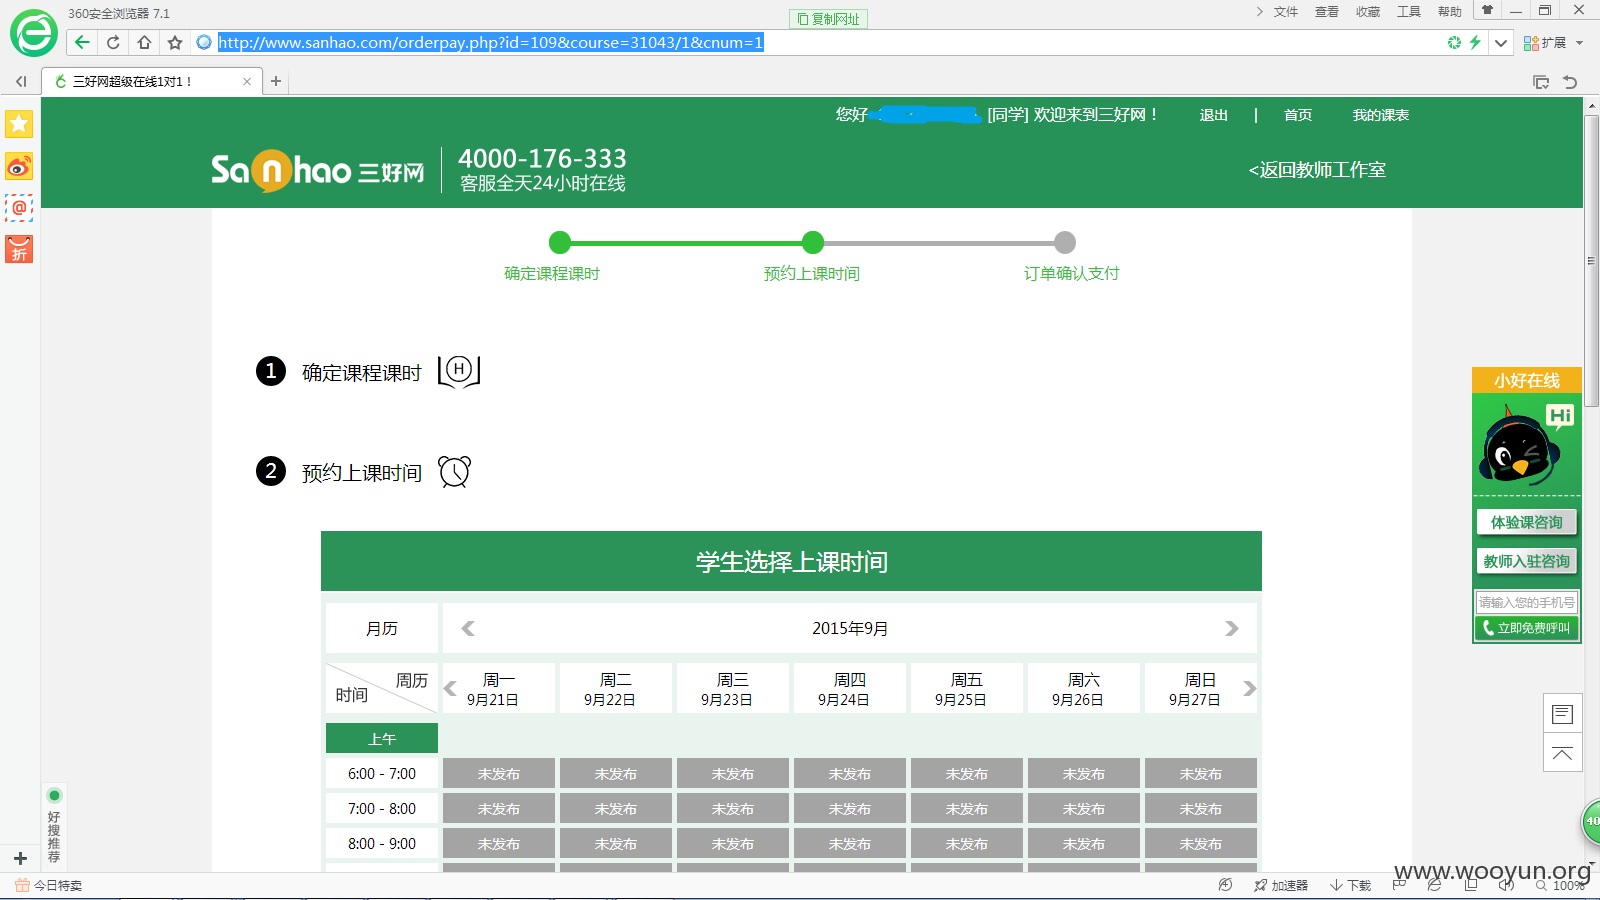 360安全浏览器 7.1
复制网址
文件 查看 收藏 工具 帮助
http://www.sanhao.com/orderpay.php?id=109&course=31043/1&cnum=1
扩展
三好网超级在线1对1！
您好 [同学] 欢迎来到三好网！ 退出 | 首页 我的课表
Sanhao 三好网
4000-176-333
客服全天24小时在线
<返回教师工作室
确定课程课时 预约上课时间 订单确认支付
1 确定课程课时 H
2 预约上课时间
学生选择上课时间
月历 2015年9月
周历 时间
周一 周二 周三 周四 周五 周六 周日
9月21日 9月22日 9月23日 9月24日 9月25日 9月26日 9月27日
上午
6:00 - 7:00 未发布 未发布 未发布 未发布 未发布 未发布 未发布
7:00 - 8:00 未发布 未发布 未发布 未发布 未发布 未发布 未发布
8:00 - 9:00 未发布 未发布 未发布 未发布 未发布 未发布 未发布
小好在线
Hi
体验课咨询
教师入驻咨询
请输入您的手机号
立即免费呼叫
@
折
好搜推荐
40
今日特卖
加速器 下载 100%
www.wooyun.org